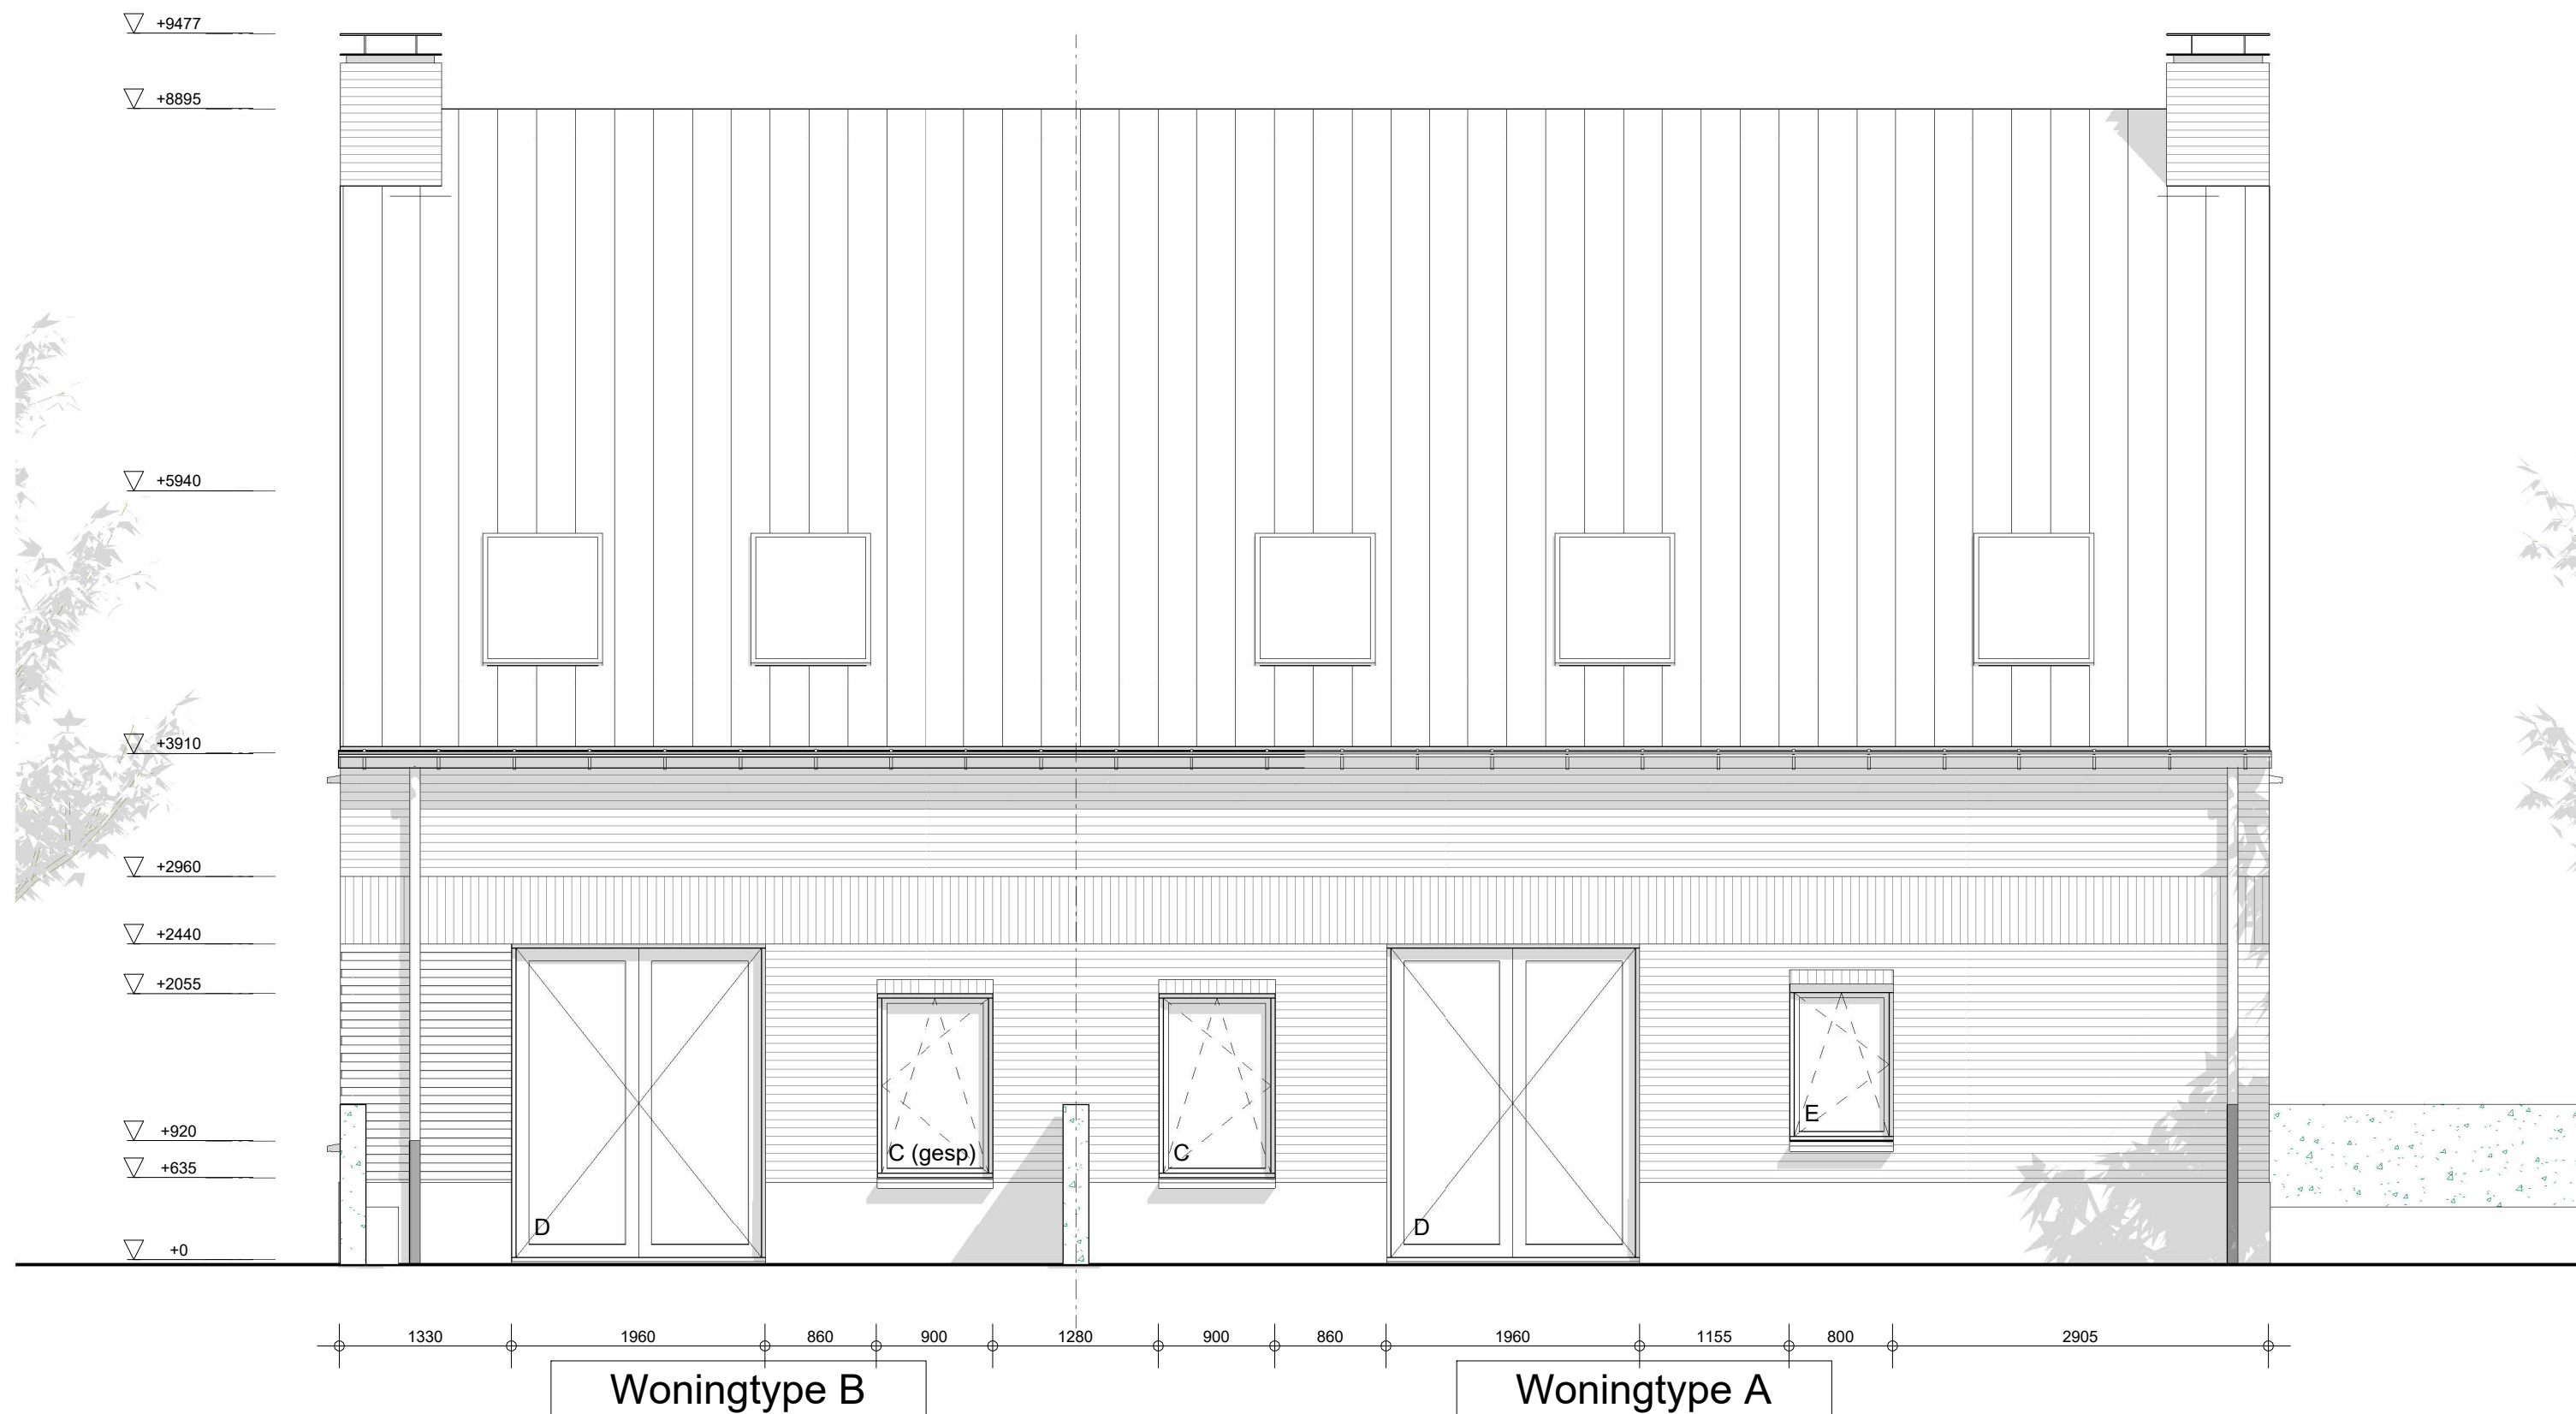 +9477
+8895
+5940
+3910
+2960
+2440
+2055
+920
+635
+0
C (gesp)
C
E
D
D
1330 1960 860 900 1280 900 860 1960 1155 800 2905
Woningtype B Woningtype A